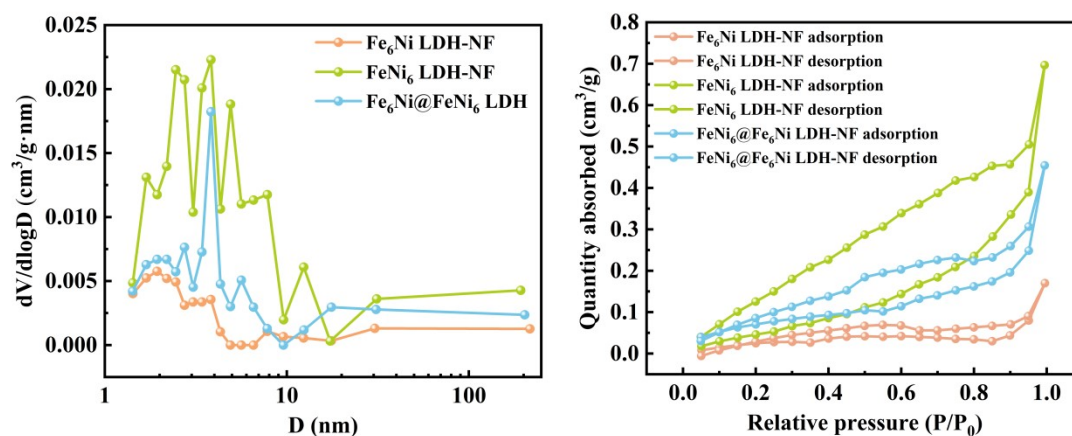 0.025
0.020
0.015
0.010
0.005
0.000
dV/dlogD (cm³/g·nm)
Fe₆Ni LDH-NF
FeNi₆ LDH-NF
Fe₆Ni@FeNi₆ LDH
1 10 100
D (nm)
0.8
0.7
0.6
0.5
0.4
0.3
0.2
0.1
0.0
Quantity absorbed (cm³/g)
Fe₆Ni LDH-NF adsorption
Fe₆Ni LDH-NF desorption
FeNi₆ LDH-NF adsorption
FeNi₆ LDH-NF desorption
FeNi₆@Fe₆Ni LDH-NF adsorption
FeNi₆@Fe₆Ni LDH-NF desorption
0.0 0.2 0.4 0.6 0.8 1.0
Relative pressure (P/P₀)